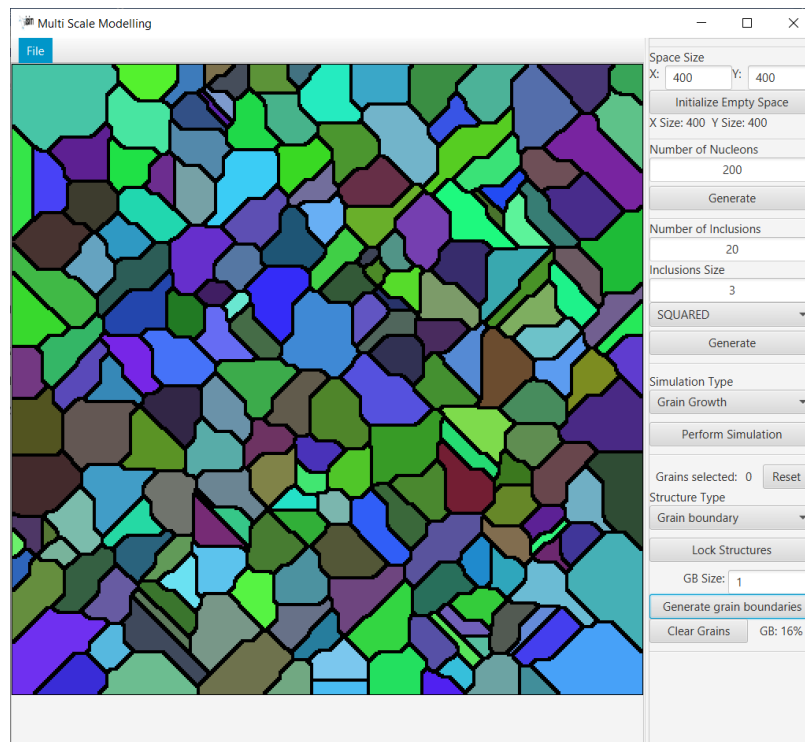 Multi Scale Modelling
File
Space Size
X: 400 Y: 400
Initialize Empty Space
X Size: 400 Y Size: 400
Number of Nucleons
200
Generate
Number of Inclusions
20
Inclusions Size
3
SQUARED
Generate
Simulation Type
Grain Growth
Perform Simulation
Grains selected: 0 Reset
Structure Type
Grain boundary
Lock Structures
GB Size: 1
Generate grain boundaries
Clear Grains GB: 16%